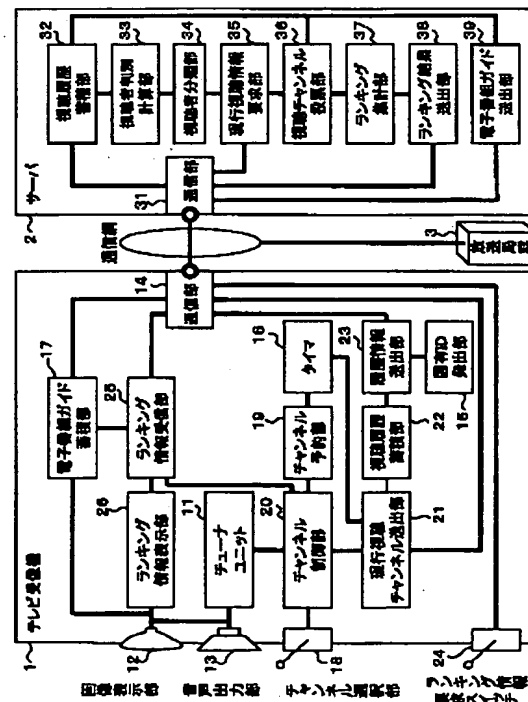 1
テレビ受像機
画像表示部
12
音声出力部
13
チャンネル選択部
18
ランキング情報
要求スイッチ
24
26
ランキング
情報表示部
11
チューナ
ユニット
20
チャンネル
制御部
現行視聴
チャンネル送出部
21
17
電子番組ガイド
蓄積部
25
ランキング
情報受信部
19
チャンネル
予約部
視聴履歴
蓄積部
22
16
タイマ
23
履歴情報
送出部
固有ID
発出部
15
14
通信部
通信網
3
放送局
2
サーバ
31
通信部
32
視聴履歴
蓄積部
33
視聴者判別
計算部
34
視聴者分類部
35
現行視聴情報
要求部
36
視聴チャンネル
投票部
37
ランキング
集計部
38
ランキング結果
送出部
39
電子番組ガイド
送出部